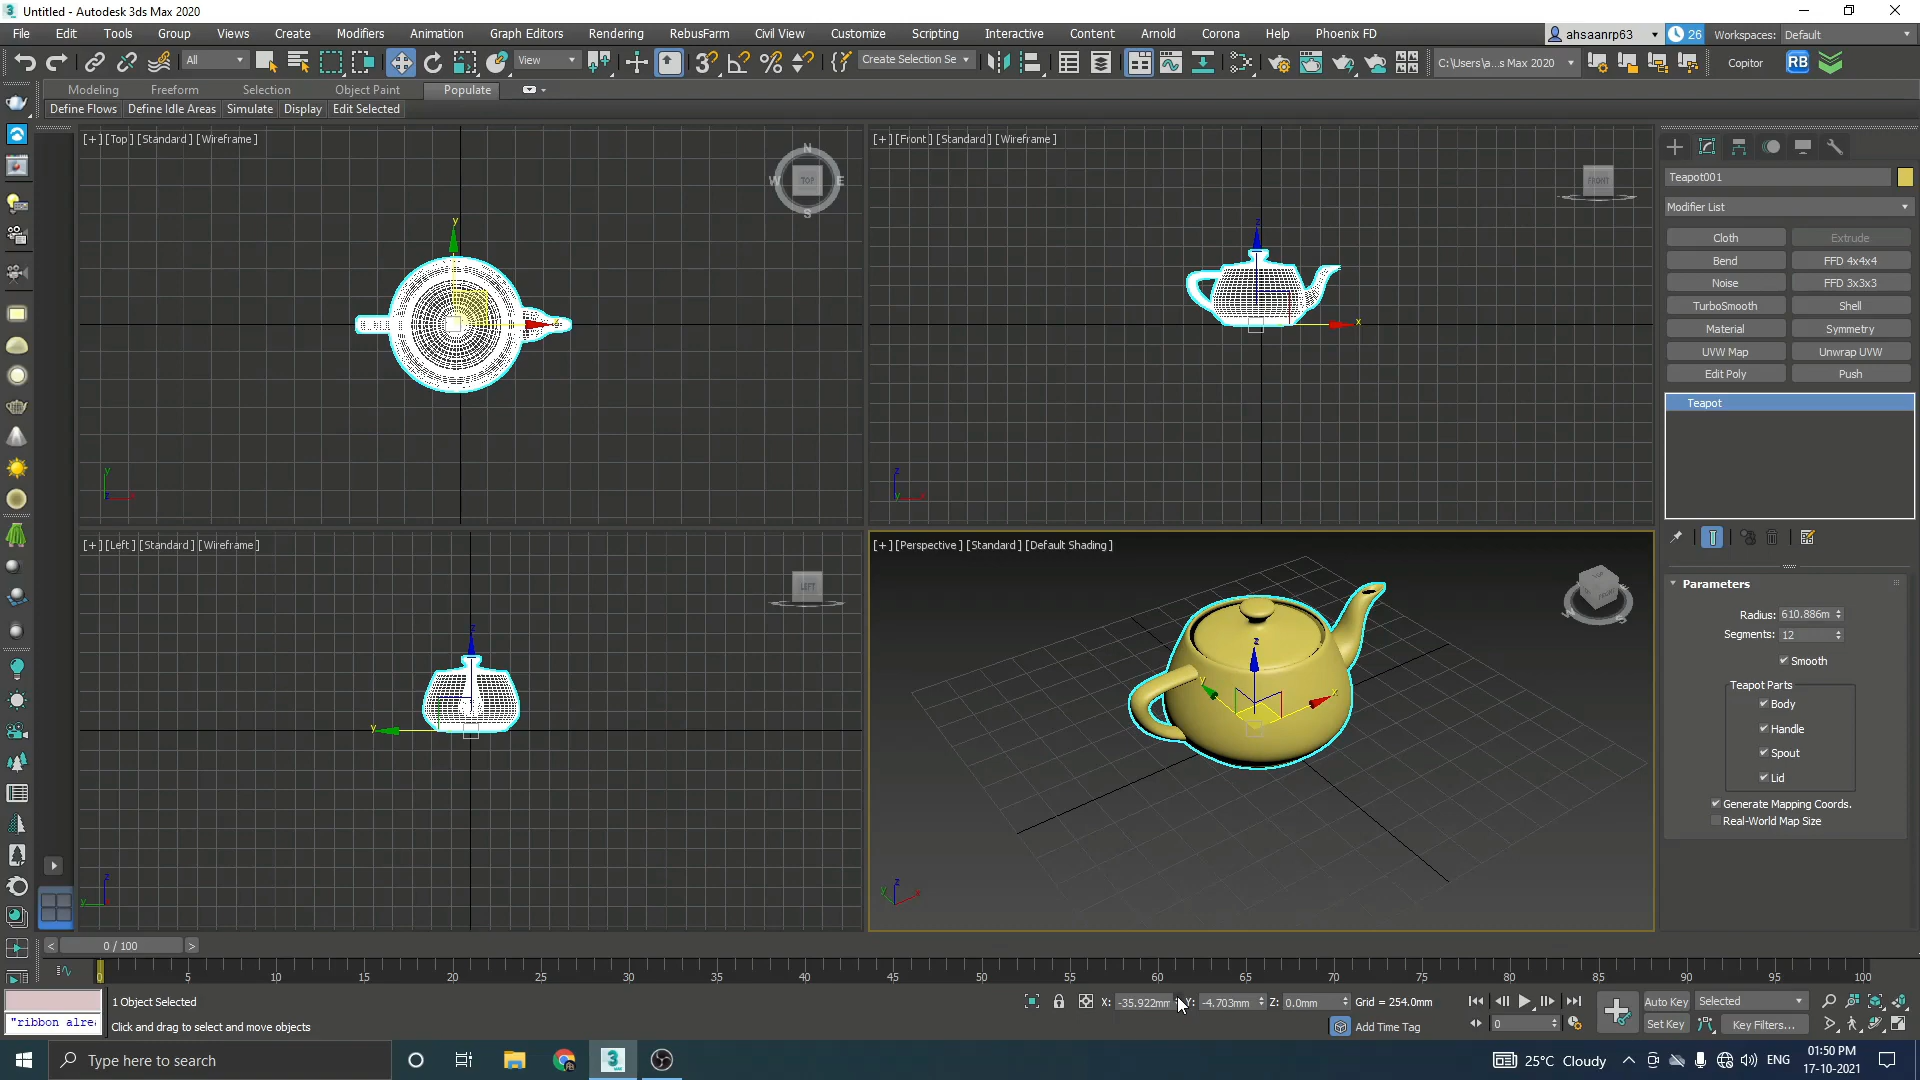 Untitled - Autodesk 3ds Max 2020
File Edit Tools Group Views Create Modifiers Animation Graph Editors Rendering RebusFarm Civil View Customize Scripting Interactive Content Arnold Corona Help Phoenix FD
ahsaanrp63 26 Workspaces: Default
All View Create Selection Se C:\Users\a...s Max 2020 Copitor RB
Modeling Freeform Selection Object Paint Populate
Define Flows Define Idle Areas Simulate Display Edit Selected
[+] [Top] [Standard] [Wireframe]
N
W TOP E
S
y
x
y
[+] [Front] [Standard] [Wireframe]
FRONT
z
x
z
y
[+] [Left] [Standard] [Wireframe]
LEFT
z
y
z
y
[+] [Perspective] [Standard] [Default Shading]
z
y x
z
Teapot001
Modifier List
Cloth Extrude
Bend FFD 4x4x4
Noise FFD 3x3x3
TurboSmooth Shell
Material Symmetry
UVW Map Unwrap UVW
Edit Poly Push
Teapot
Parameters
Radius: 610.886m
Segments: 12
Smooth
Teapot Parts
Body
Handle
Spout
Lid
Generate Mapping Coords.
Real-World Map Size
< 0 / 100 >
0 5 10 15 20 25 30 35 40 45 50 55 60 65 70 75 80 85 90 95 100
1 Object Selected
X: -35.922mm Y: -4.703mm Z: 0.0mm Grid = 254.0mm
Auto Key Selected
"ribbon alrea
Click and drag to select and move objects
Add Time Tag
0
Set Key Key Filters...
Type here to search
3
25°C Cloudy
ENG
01:50 PM
17-10-2021